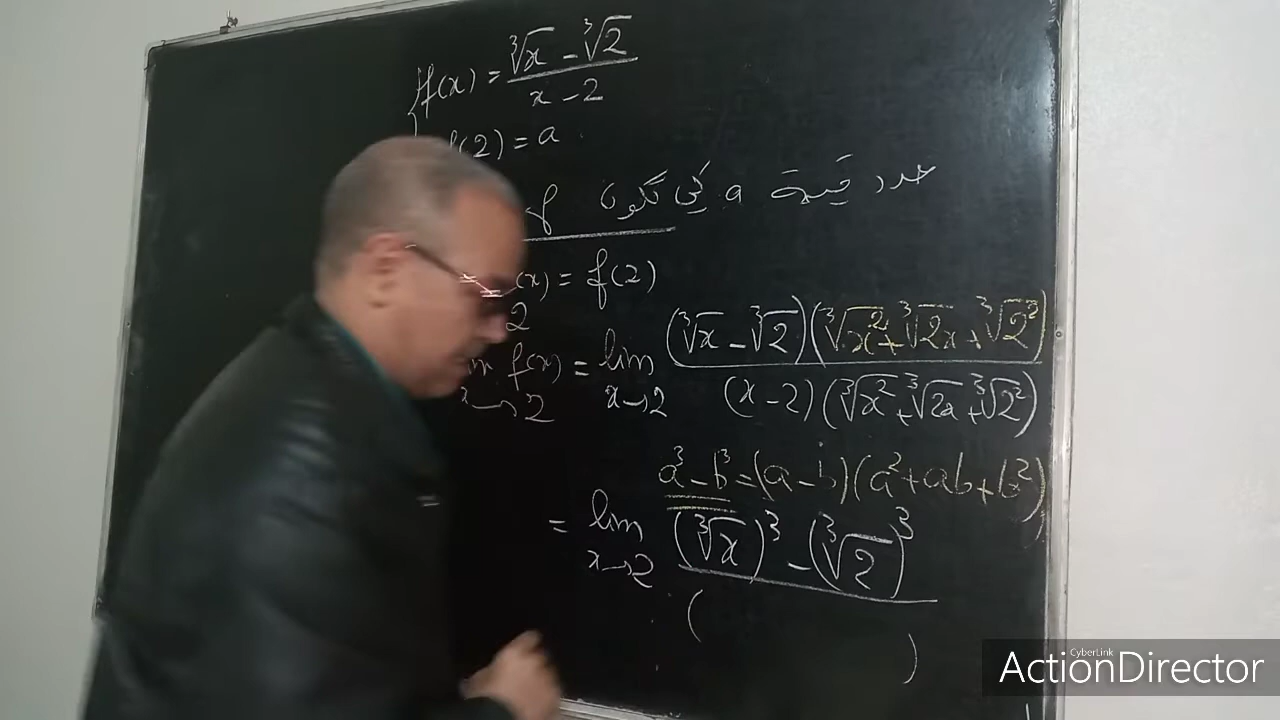 f(x) = (∛x − ∛2)/(x − 2)
(2) = a
حدد قيمة a كي تكون f
(x) = f(2)
2
f(x) = lim x→2 (∛x − ∛2)(∛x² + ∛2x + ∛2²)/(x − 2)(∛x² + ∛2x + ∛2²)
x→2
a³ − b³ = (a − b)(a² + ab + b²)
= lim x→2 (∛x)³ − (∛2)³
( )
CyberLink
ActionDirector